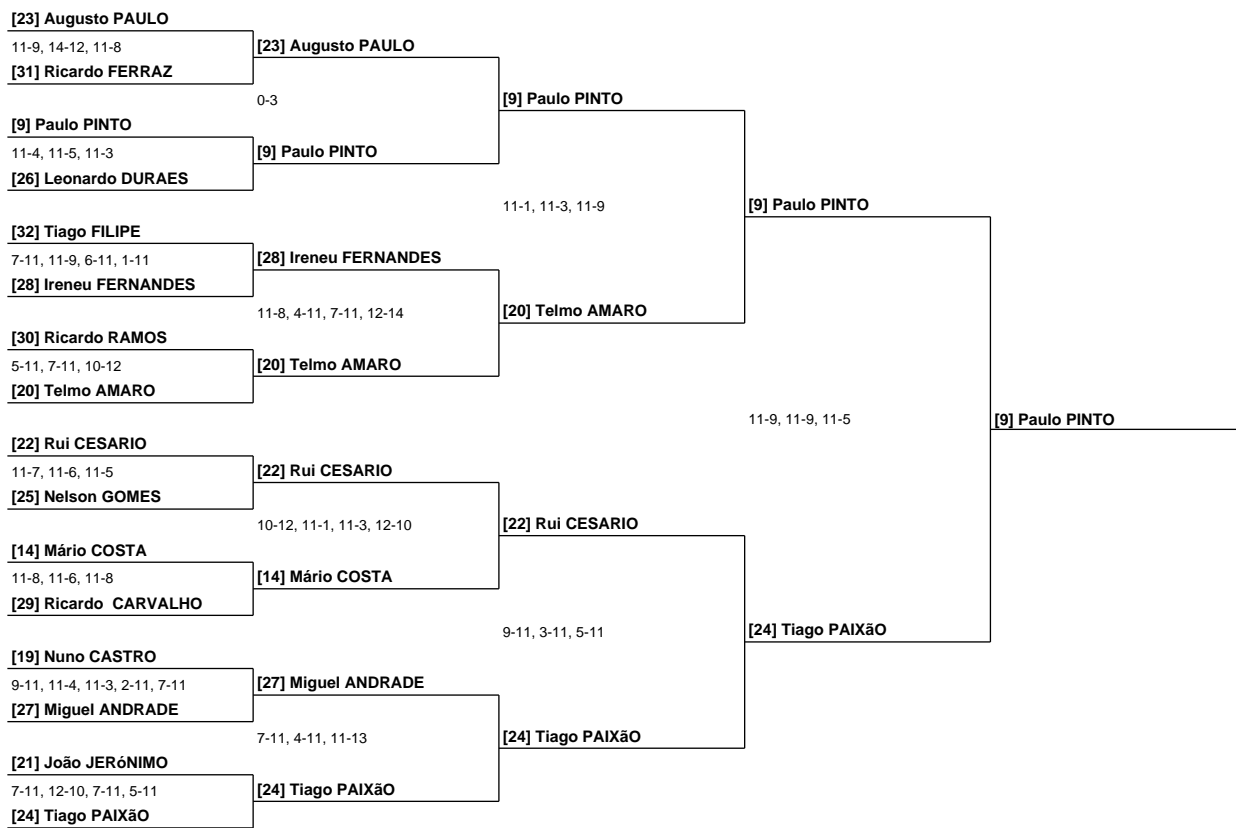 [23] Augusto PAULO
11-9, 14-12, 11-8
[23] Augusto PAULO
[31] Ricardo FERRAZ
0-3
[9] Paulo PINTO
[9] Paulo PINTO
11-4, 11-5, 11-3
[9] Paulo PINTO
[26] Leonardo DURAES
11-1, 11-3, 11-9
[9] Paulo PINTO
[32] Tiago FILIPE
7-11, 11-9, 6-11, 1-11
[28] Ireneu FERNANDES
[28] Ireneu FERNANDES
11-8, 4-11, 7-11, 12-14
[20] Telmo AMARO
[30] Ricardo RAMOS
5-11, 7-11, 10-12
[20] Telmo AMARO
[20] Telmo AMARO
11-9, 11-9, 11-5
[9] Paulo PINTO
[22] Rui CESARIO
11-7, 11-6, 11-5
[22] Rui CESARIO
[25] Nelson GOMES
10-12, 11-1, 11-3, 12-10
[22] Rui CESARIO
[14] Mário COSTA
11-8, 11-6, 11-8
[14] Mário COSTA
[29] Ricardo  CARVALHO
9-11, 3-11, 5-11
[24] Tiago PAIXãO
[19] Nuno CASTRO
9-11, 11-4, 11-3, 2-11, 7-11
[27] Miguel ANDRADE
[27] Miguel ANDRADE
7-11, 4-11, 11-13
[24] Tiago PAIXãO
[21] João JERóNIMO
7-11, 12-10, 7-11, 5-11
[24] Tiago PAIXãO
[24] Tiago PAIXãO